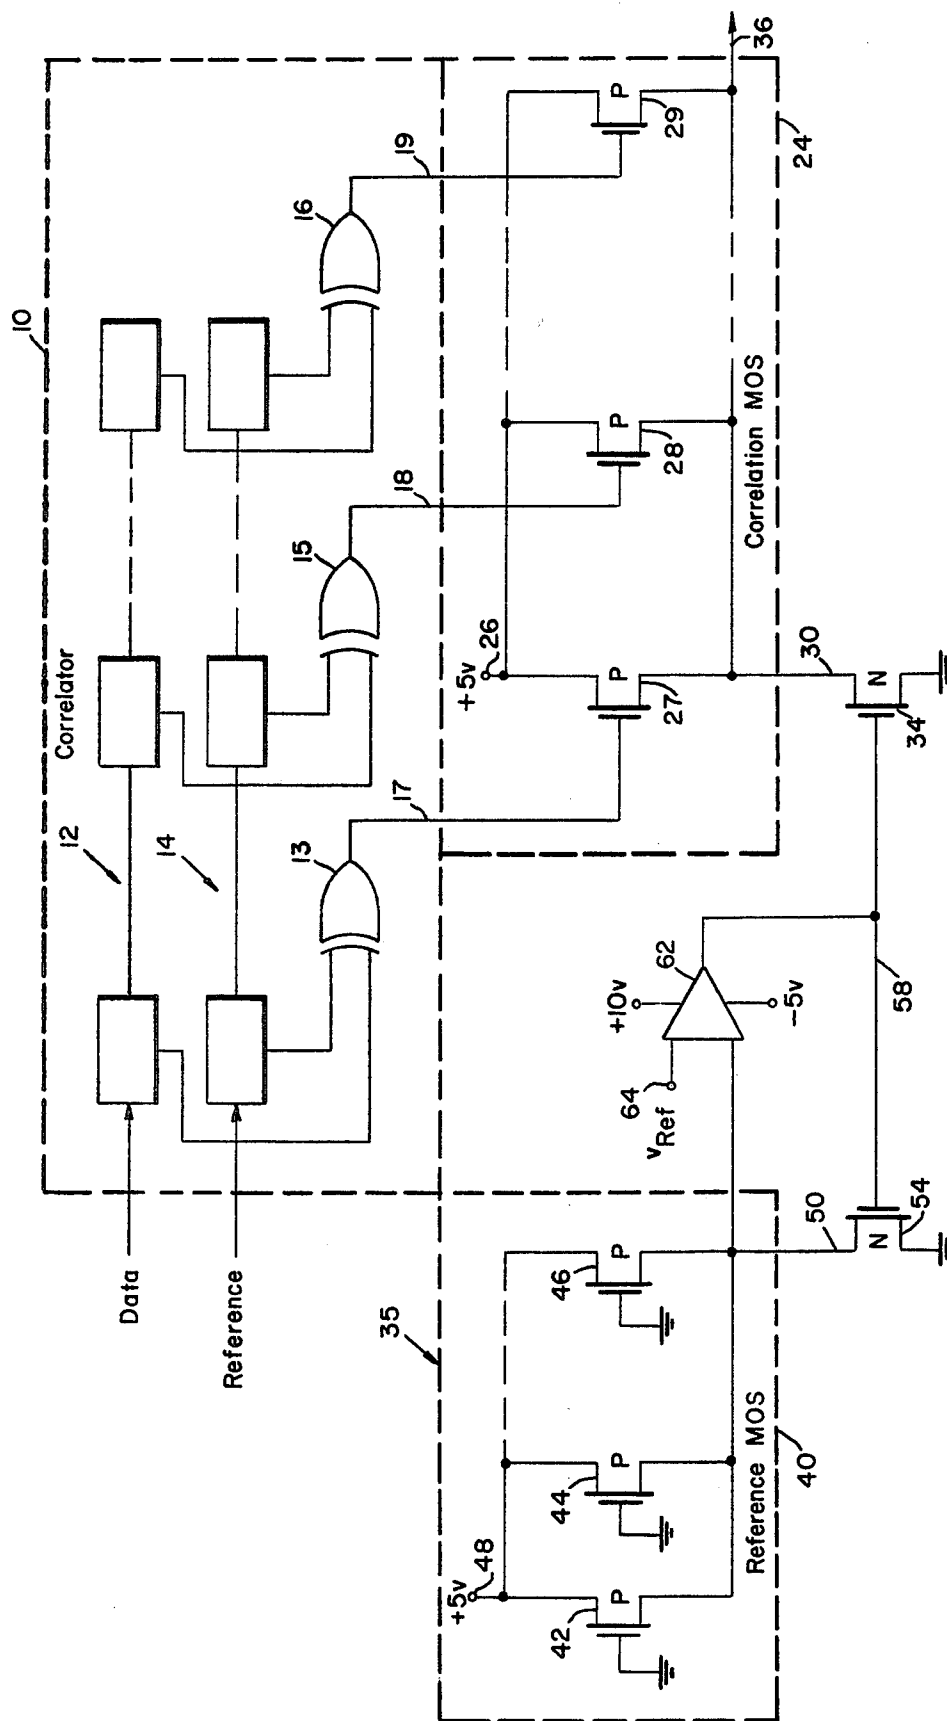 10
Correlator
12
14
Data
Reference
13
15
16
17
18
19
35
+5v
48
42
P
44
P
46
P
Reference MOS
40
50
N
54
VRef
64
+10v
62
-5v
58
+5v
26
P
27
P
28
P
29
Correlation MOS
24
36
30
N
34